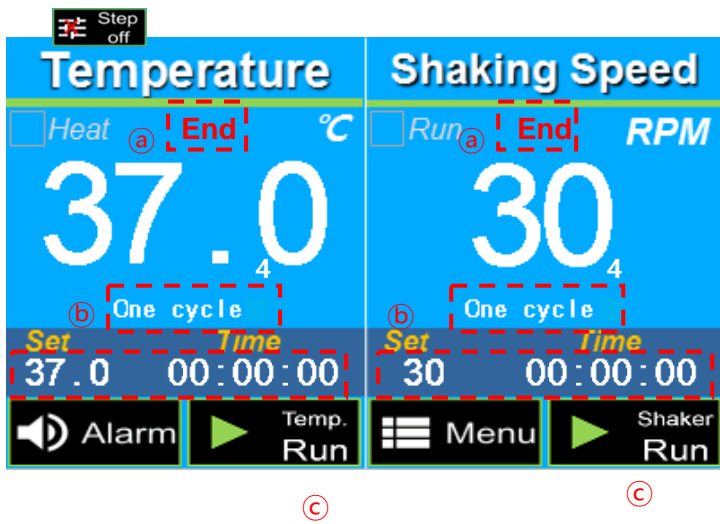 Step
off
Temperature
Shaking Speed
Heat ⓐ End ℃
Run ⓐ End RPM
37.0
30
4
4
ⓑ One cycle
ⓑ One cycle
Set Time
Set Time
37.0 00:00:00
30 00:00:00
Alarm
Temp.
Run
Menu
Shaker
Run
ⓒ
ⓒ